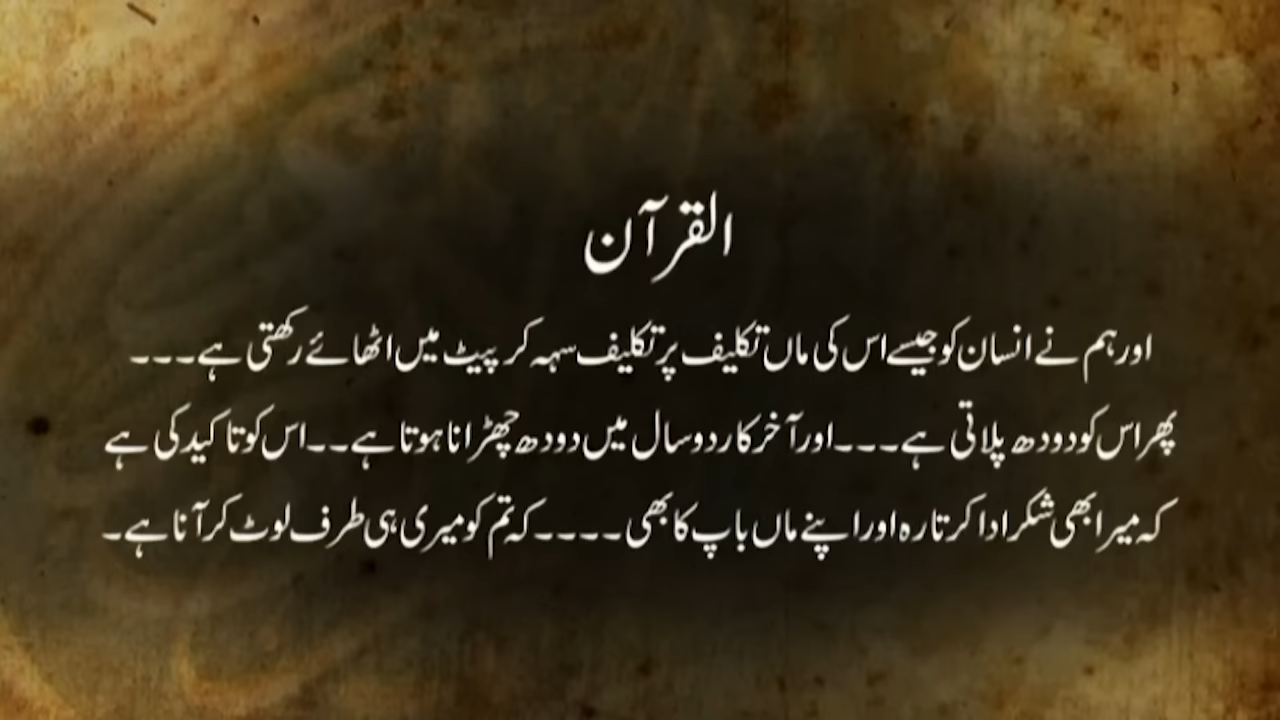 القرآن
اور ہم نے انسان کو جیسے اس کی ماں تکلیف پر تکلیف سہہ کر پیٹ میں اٹھائے رکھتی ہے۔۔۔
پھر اس کو دودھ پلاتی ہے۔۔۔اور آخر کار دو سال میں دودھ چھڑانا ہوتا ہے۔۔اس کو تاکید کی ہے
کہ میرا بھی شکر ادا کرتا رہ اور اپنے ماں باپ کا بھی۔۔۔۔کہ تم کو میری ہی طرف لوٹ کر آنا ہے۔